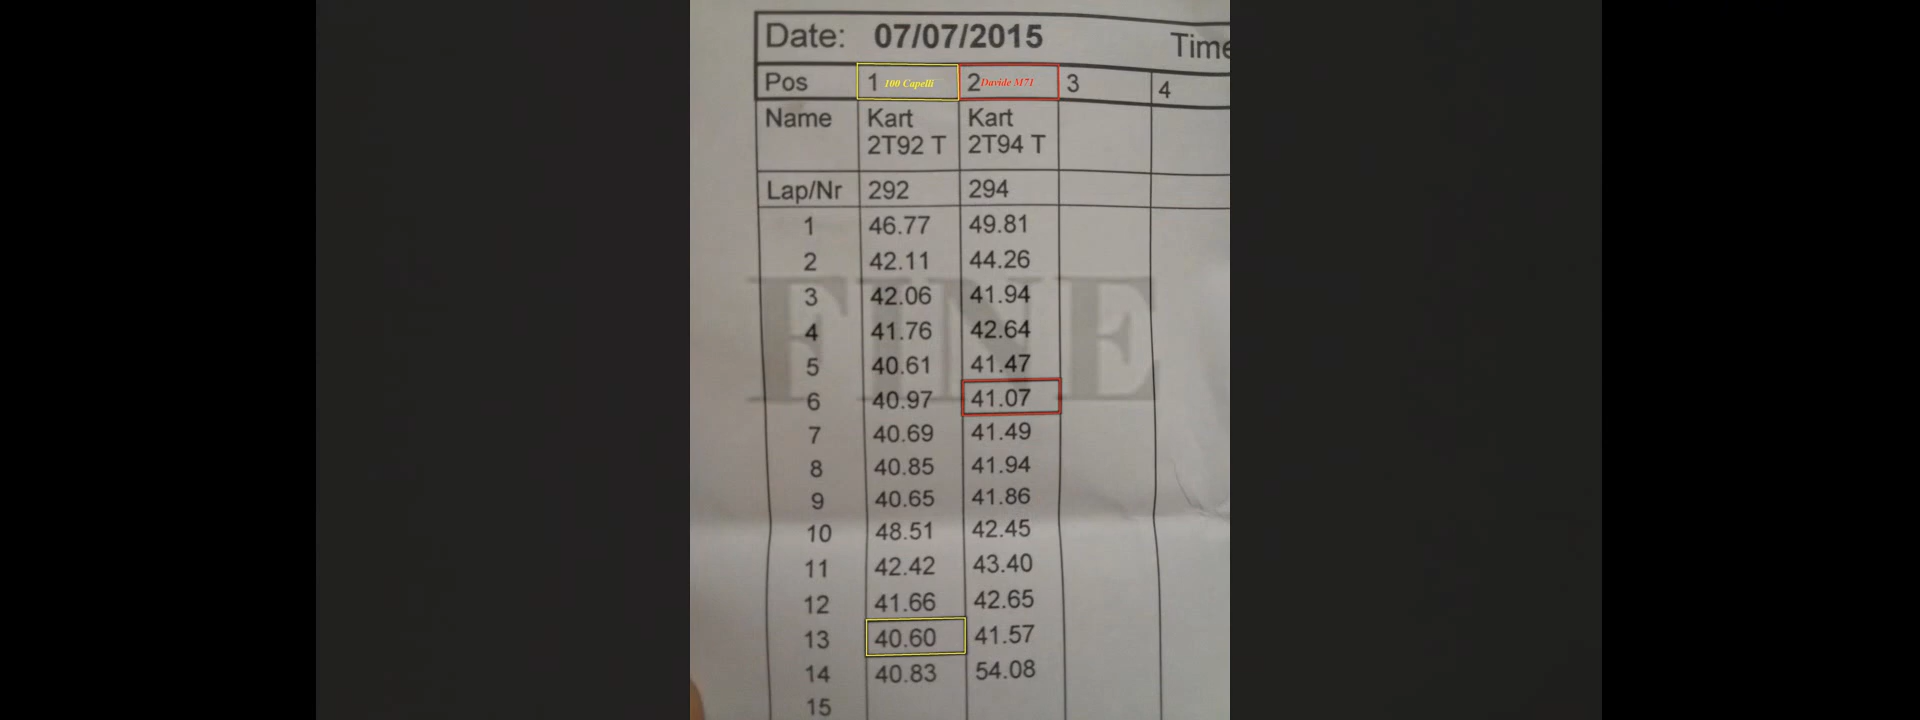 Date: 07/07/2015 Time
Pos 1 100 Capelli 2 Davide M71 3 4
Name Kart 2T92 T Kart 2T94 T
Lap/Nr 292 294
1 46.77 49.81
2 42.11 44.26
3 42.06 41.94
4 41.76 42.64
5 40.61 41.47
6 40.97 41.07
7 40.69 41.49
8 40.85 41.94
9 40.65 41.86
10 48.51 42.45
11 42.42 43.40
12 41.66 42.65
13 40.60 41.57
14 40.83 54.08
15
FINE